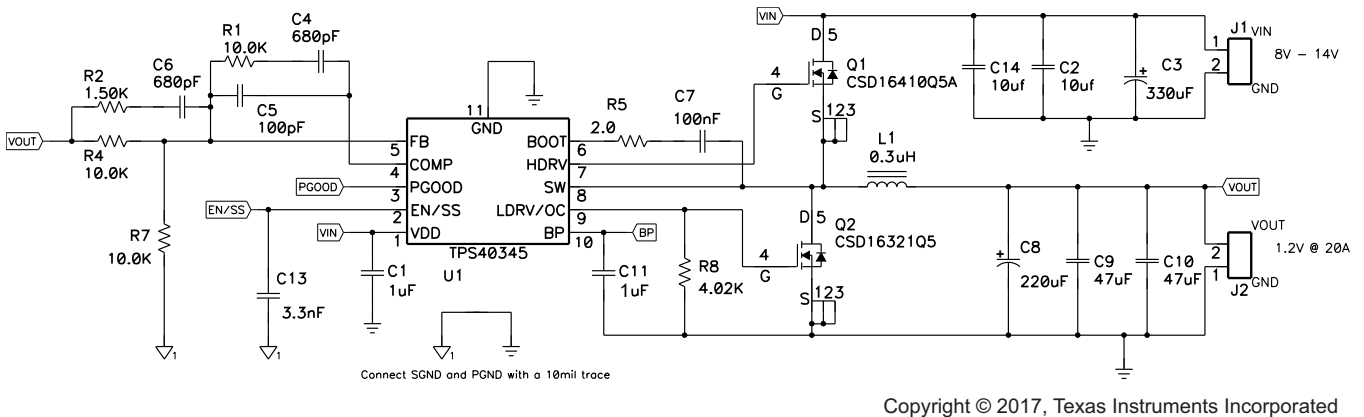 VIN
J1 VIN
1
2
GND
8V – 14V
D 5
Q1
CSD16410Q5A
4
G
S 123
C14
10uf
C2
10uf
C3
330uF
+
R1
10.0K
C4
680pF
R2
1.50K
C6
680pF
C5
100pF
VOUT
R4
10.0K
R7
10.0K
11
GND
FB
5
COMP
4
PGOOD
PGOOD
3
EN/SS
EN/SS
2
VIN
VDD
1
BOOT
6
HDRV
7
SW
8
LDRV/OC
9
BP
10
BP
TPS40345
U1
R5
2.0
C7
100nF
L1
0.3uH
VOUT
D 5
Q2
CSD16321Q5
4
G
S 123
C13
3.3nF
C1
1uF
C11
1uF
R8
4.02K
+
C8
220uF
C9
47uF
C10
47uF
VOUT
2
1
GND
J2
1.2V @ 20A
1
1
1
Connect SGND and PGND with a 10mil trace
Copyright © 2017, Texas Instruments Incorporated